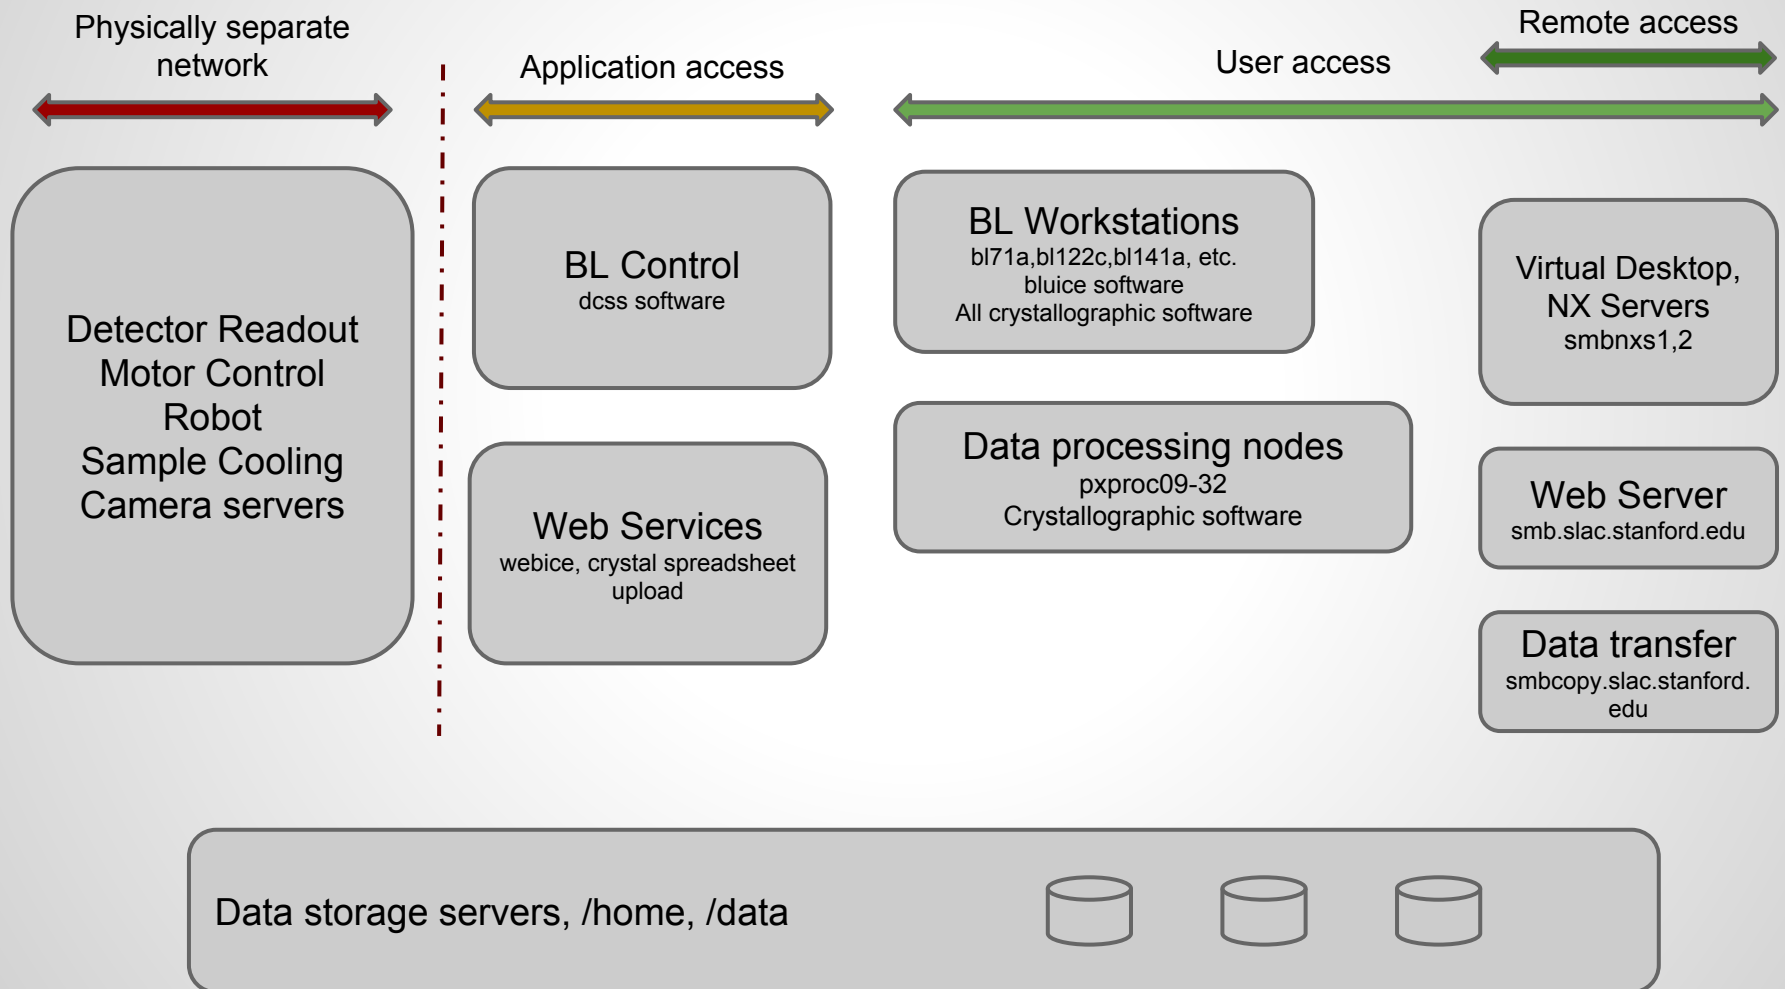 Physically separate
network
Application access
User access
Remote access
Detector Readout
Motor Control
Robot
Sample Cooling
Camera servers
BL Control
dcss software
Web Services
webice, crystal spreadsheet
upload
BL Workstations
bl71a,bl122c,bl141a, etc.
bluice software
All crystallographic software
Data processing nodes
pxproc09-32
Crystallographic software
Virtual Desktop,
NX Servers
smbnxs1,2
Web Server
smb.slac.stanford.edu
Data transfer
smbcopy.slac.stanford.
edu
Data storage servers, /home, /data